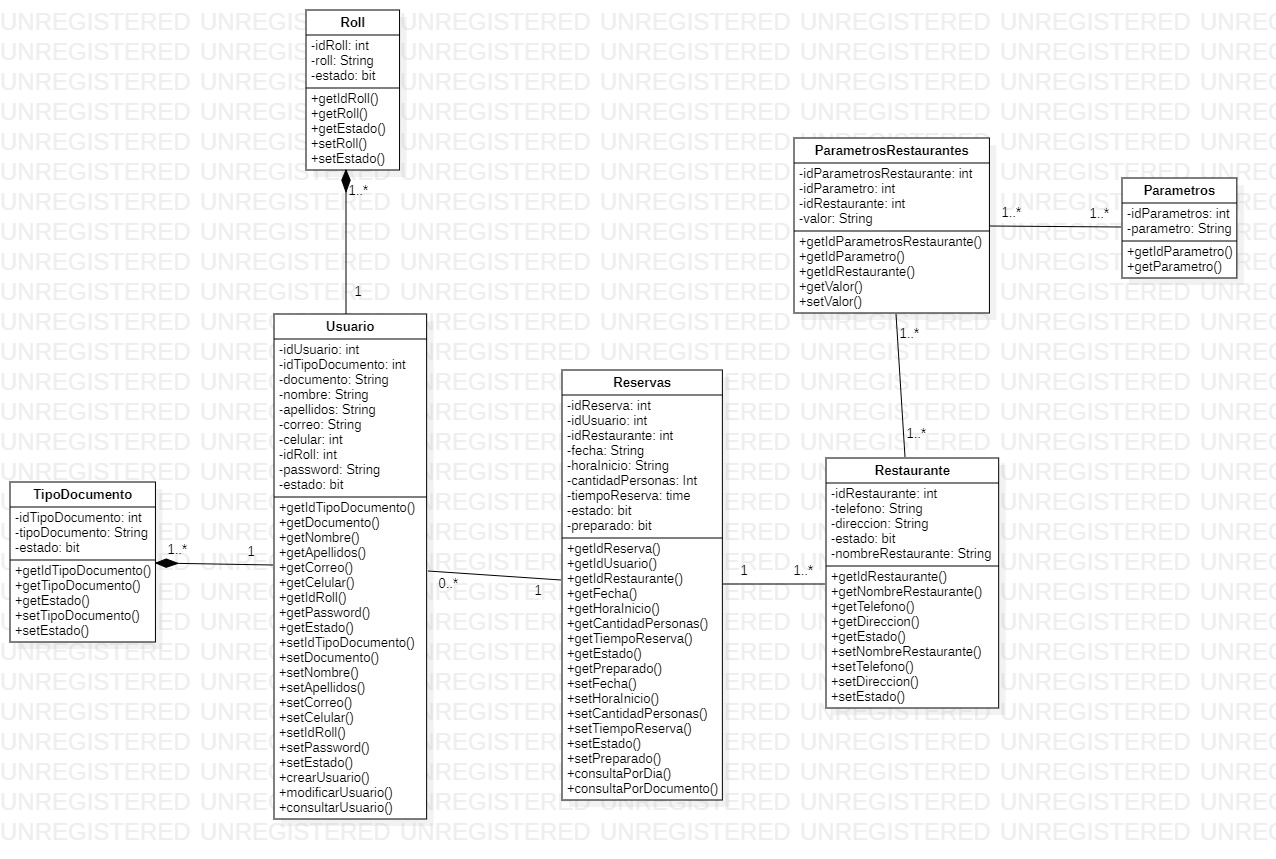 Roll
-idRoll: int
-roll: String
-estado: bit
+getIdRoll()
+getRoll()
+getEstado()
+setRoll()
+setEstado()
1..*
1
ParametrosRestaurantes
-idParametrosRestaurante: int
-idParametro: int
-idRestaurante: int
-valor: String
+getIdParametrosRestaurante()
+getIdParametro()
+getIdRestaurante()
+getValor()
+setValor()
1..*
1..*
Parametros
-idParametros: int
-parametro: String
+getIdParametro()
+getParametro()
1..*
1..*
Usuario
-idUsuario: int
-idTipoDocumento: int
-documento: String
-nombre: String
-apellidos: String
-correo: String
-celular: int
-idRoll: int
-password: String
-estado: bit
+getIdTipoDocumento()
+getDocumento()
+getNombre()
+getApellidos()
+getCorreo()
+getCelular()
+getIdRoll()
+getPassword()
+getEstado()
+setIdTipoDocumento()
+setDocumento()
+setNombre()
+setApellidos()
+setCorreo()
+setCelular()
+setIdRoll()
+setPassword()
+setEstado()
+crearUsuario()
+modificarUsuario()
+consultarUsuario()
TipoDocumento
-idTipoDocumento: int
-tipoDocumento: String
-estado: bit
+getIdTipoDocumento()
+getTipoDocumento()
+getEstado()
+setTipoDocumento()
+setEstado()
1..*
1
0..*
1
Reservas
-idReserva: int
-idUsuario: int
-idRestaurante: int
-fecha: String
-horaInicio: String
-cantidadPersonas: Int
-tiempoReserva: time
-estado: bit
-preparado: bit
+getIdReserva()
+getIdUsuario()
+getIdRestaurante()
+getFecha()
+getHoraInicio()
+getCantidadPersonas()
+getTiempoReserva()
+getEstado()
+getPreparado()
+setFecha()
+setHoraInicio()
+setCantidadPersonas()
+setTiempoReserva()
+setEstado()
+setPreparado()
+consultaPorDia()
+consultaPorDocumento()
1
1..*
Restaurante
-idRestaurante: int
-telefono: String
-direccion: String
-estado: bit
-nombreRestaurante: String
+getIdRestaurante()
+getNombreRestaurante()
+getTelefono()
+getDireccion()
+getEstado()
+setNombreRestaurante()
+setTelefono()
+setDireccion()
+setEstado()